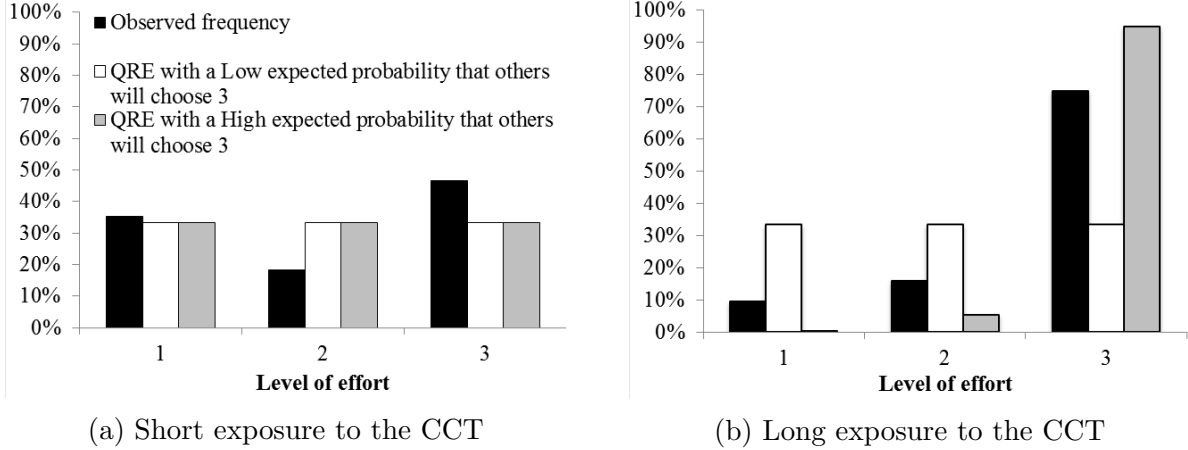 100%
90%
80%
70%
60%
50%
40%
30%
20%
10%
0%
Observed frequency
QRE with a Low expected probability that others
will choose 3
QRE with a High expected probability that others
will choose 3
1 2 3
Level of effort
(a) Short exposure to the CCT
100%
90%
80%
70%
60%
50%
40%
30%
20%
10%
0%
1 2 3
Level of effort
(b) Long exposure to the CCT